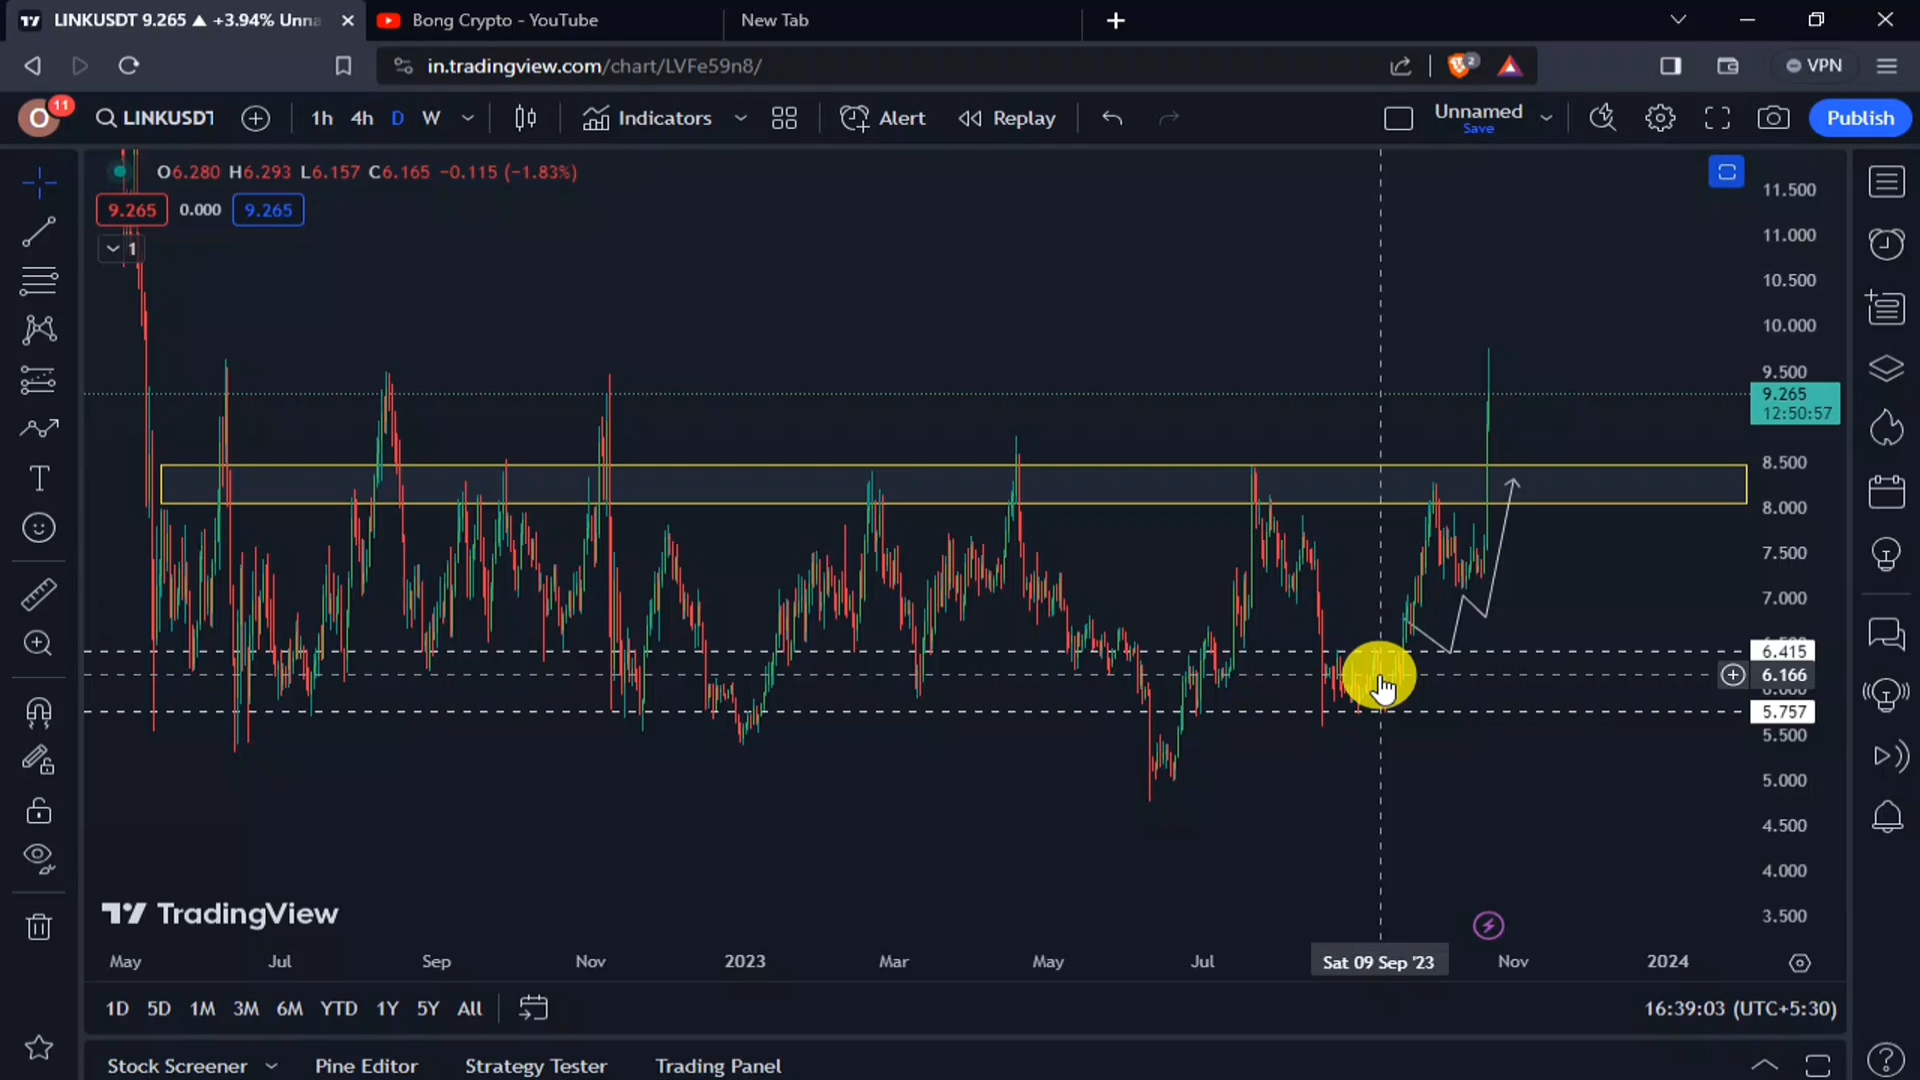 LINKUSDT 9.265 ▲ +3.94% Unna
Bong Crypto - YouTube
New Tab
in.tradingview.com/chart/LVFe59n8/
2
VPN
O
11
LINKUSDT
1h 4h D W
Indicators
Alert
Replay
Unnamed
Save
Publish
O6.280 H6.293 L6.157 C6.165 −0.115 (−1.83%)
9.265 0.000 9.265
1
11.500
11.000
10.500
10.000
9.500
9.265
12:50:57
8.500
8.000
7.500
7.000
6.415
6.166
5.757
5.500
5.000
4.500
4.000
3.500
TradingView
May Jul Sep Nov 2023 Mar May Jul Sat 09 Sep '23 Nov 2024
1D 5D 1M 3M 6M YTD 1Y 5Y All
16:39:03 (UTC+5:30)
Stock Screener Pine Editor Strategy Tester Trading Panel